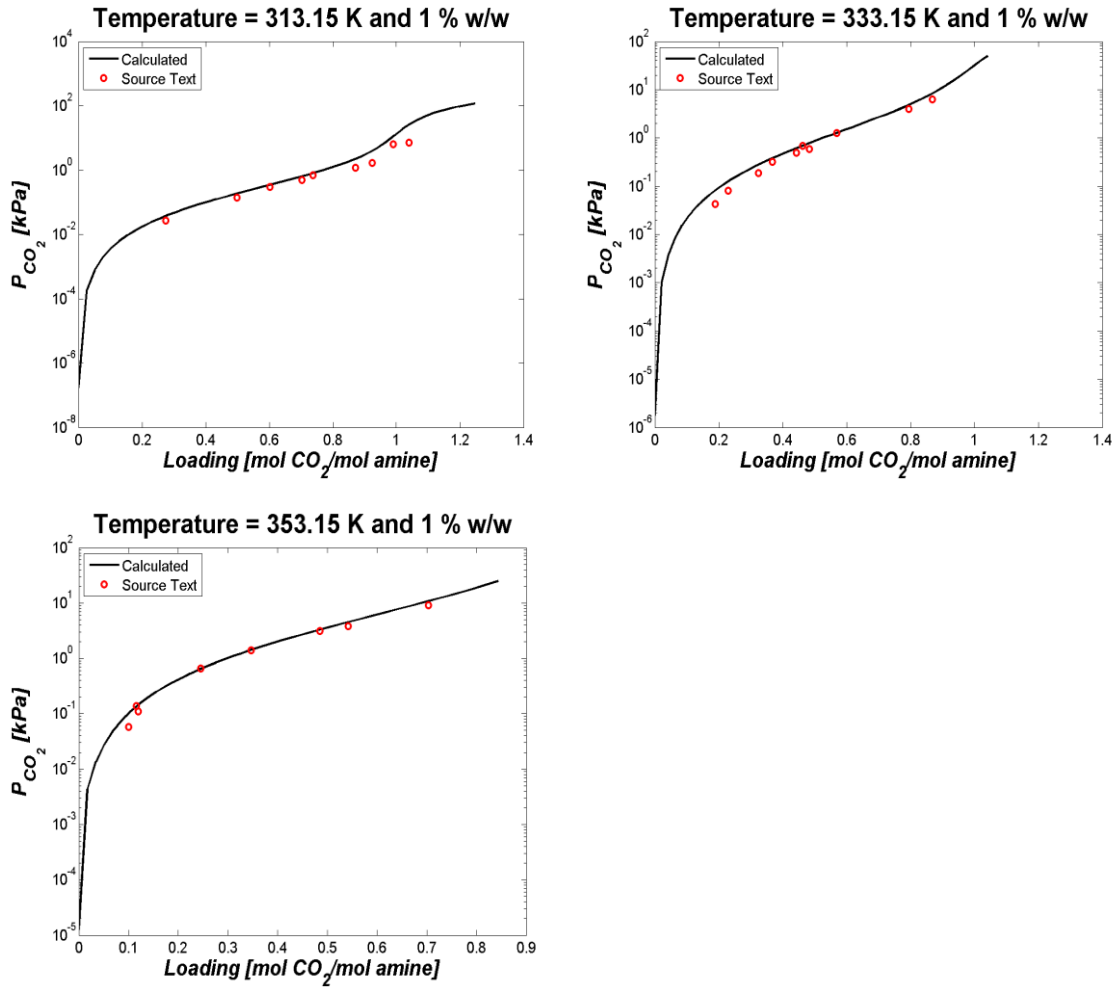 Temperature = 313.15 K and 1 % w/w
10^4
10^2
10^0
10^-2
10^-4
10^-6
10^-8
P_CO2 [kPa]
Calculated
Source Text
0 0.2 0.4 0.6 0.8 1 1.2 1.4
Loading [mol CO2/mol amine]
Temperature = 333.15 K and 1 % w/w
10^2
10^1
10^0
10^-1
10^-2
10^-3
10^-4
10^-5
10^-6
P_CO2 [kPa]
Calculated
Source Text
0 0.2 0.4 0.6 0.8 1 1.2 1.4
Loading [mol CO2/mol amine]
Temperature = 353.15 K and 1 % w/w
10^2
10^1
10^0
10^-1
10^-2
10^-3
10^-4
10^-5
P_CO2 [kPa]
Calculated
Source Text
0 0.1 0.2 0.3 0.4 0.5 0.6 0.7 0.8 0.9
Loading [mol CO2/mol amine]